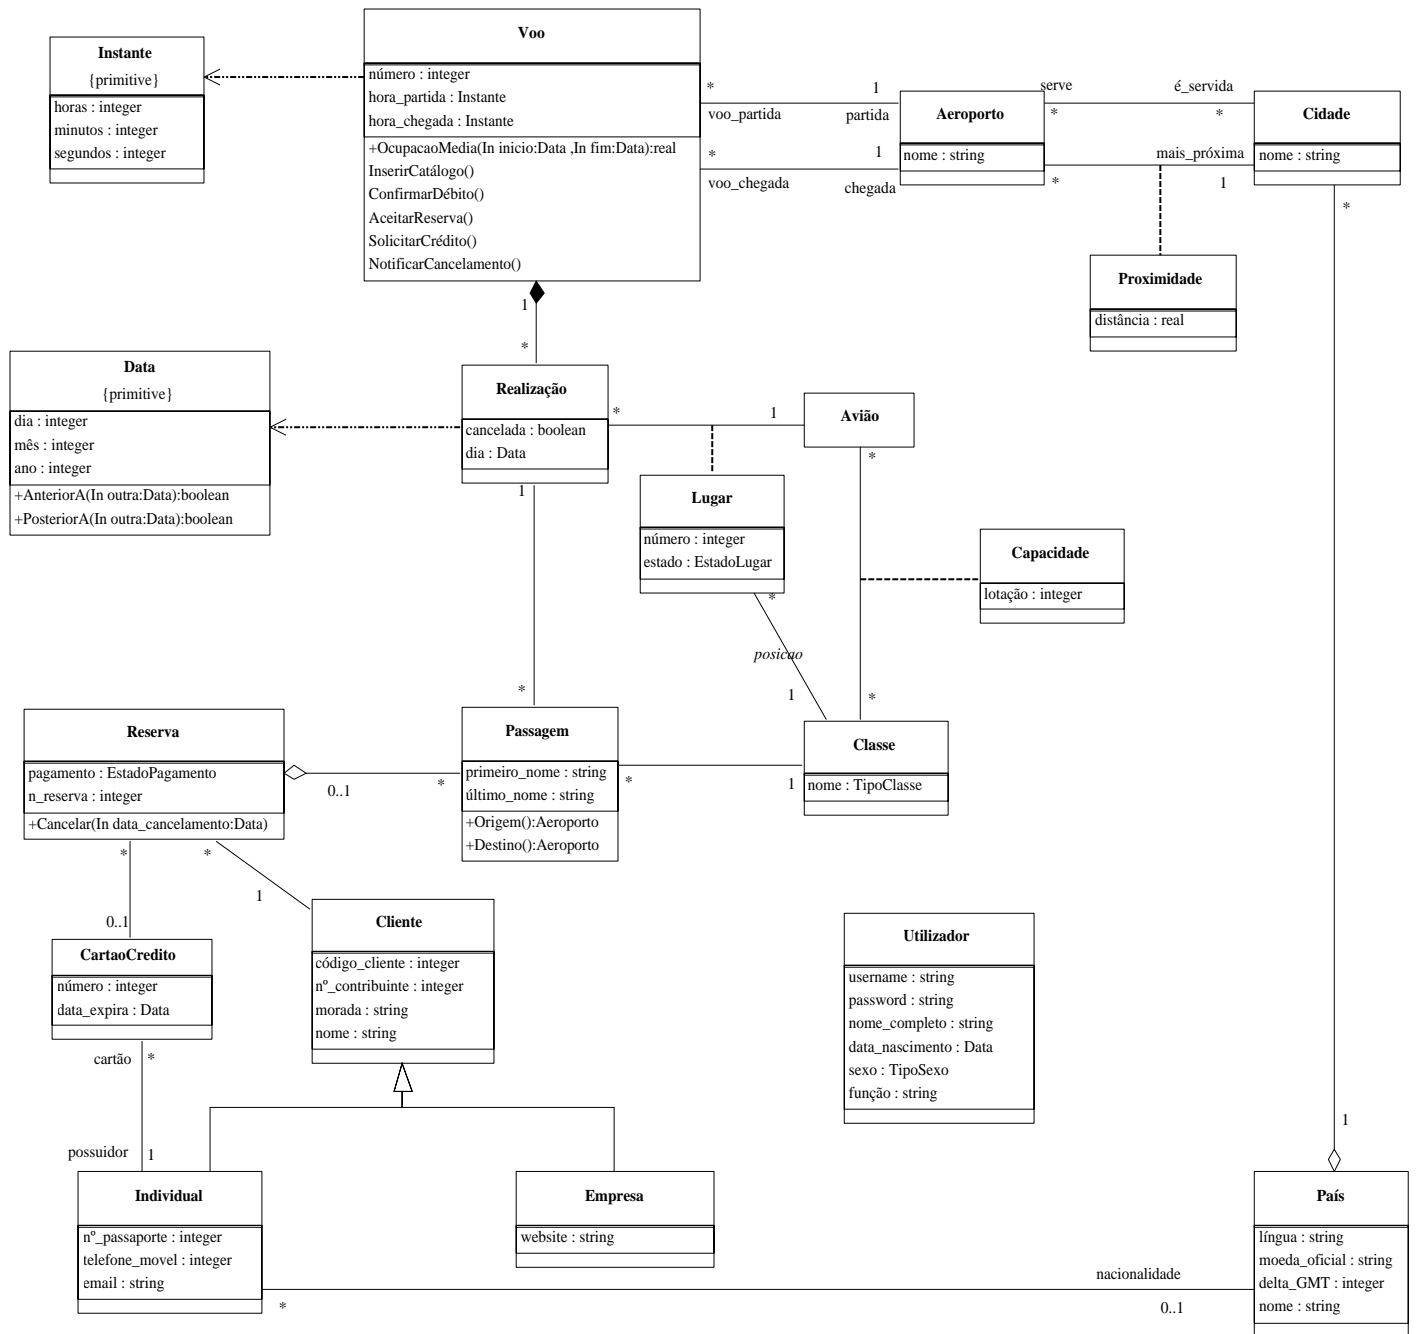 Voo
número : integer
hora_partida : Instante
hora_chegada : Instante
+OcupacaoMedia(In inicio:Data ,In fim:Data):real
InserirCatálogo()
ConfirmarDébito()
AceitarReserva()
SolicitarCrédito()
NotificarCancelamento()
Instante
{primitive}
horas : integer
minutos : integer
segundos : integer
*
1
voo_partida
partida
*
1
voo_chegada
chegada
Aeroporto
nome : string
serve
é_servida
*
*
mais_próxima
*
1
Cidade
nome : string
*
Proximidade
distância : real
1
*
Data
{primitive}
dia : integer
mês : integer
ano : integer
+AnteriorA(In outra:Data):boolean
+PosteriorA(In outra:Data):boolean
Realização
cancelada : boolean
dia : Data
*
1
1
Avião
*
Lugar
número : integer
estado : EstadoLugar
*
Capacidade
lotação : integer
posicao
1
*
*
Reserva
pagamento : EstadoPagamento
n_reserva : integer
+Cancelar(In data_cancelamento:Data)
0..1
*
Passagem
primeiro_nome : string
último_nome : string
+Origem():Aeroporto
+Destino():Aeroporto
*
1
Classe
nome : TipoClasse
*
*
1
0..1
Cliente
código_cliente : integer
nº_contribuinte : integer
morada : string
nome : string
CartaoCredito
número : integer
data_expira : Data
cartão
*
Utilizador
username : string
password : string
nome_completo : string
data_nascimento : Data
sexo : TipoSexo
função : string
possuidor
1
1
Individual
nº_passaporte : integer
telefone_movel : integer
email : string
Empresa
website : string
País
língua : string
moeda_oficial : string
delta_GMT : integer
nome : string
nacionalidade
*
0..1